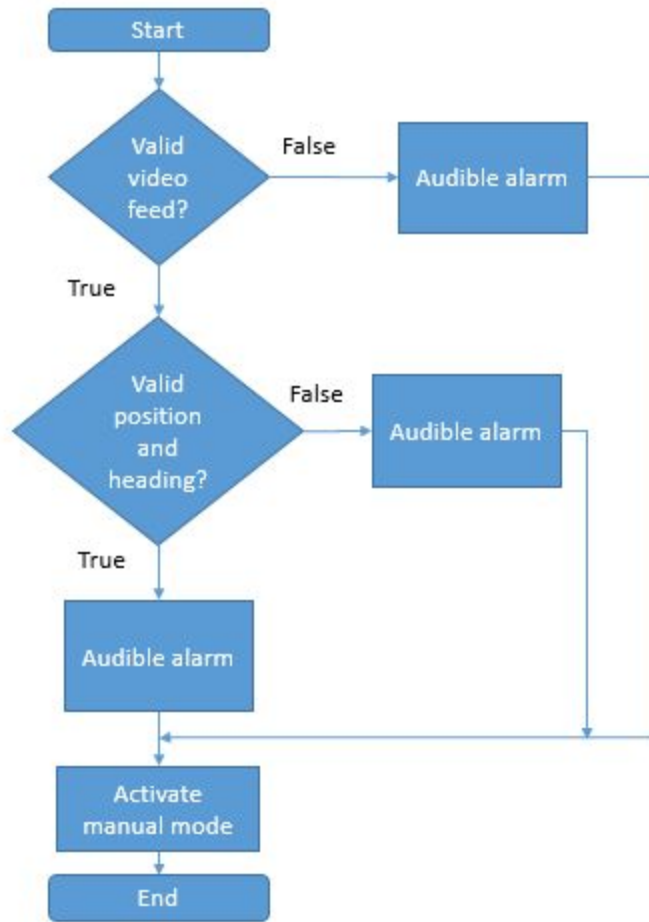 Start
Valid
video
feed?
False
Audible alarm
True
Valid
position
and
heading?
False
Audible alarm
True
Audible alarm
Activate
manual mode
End